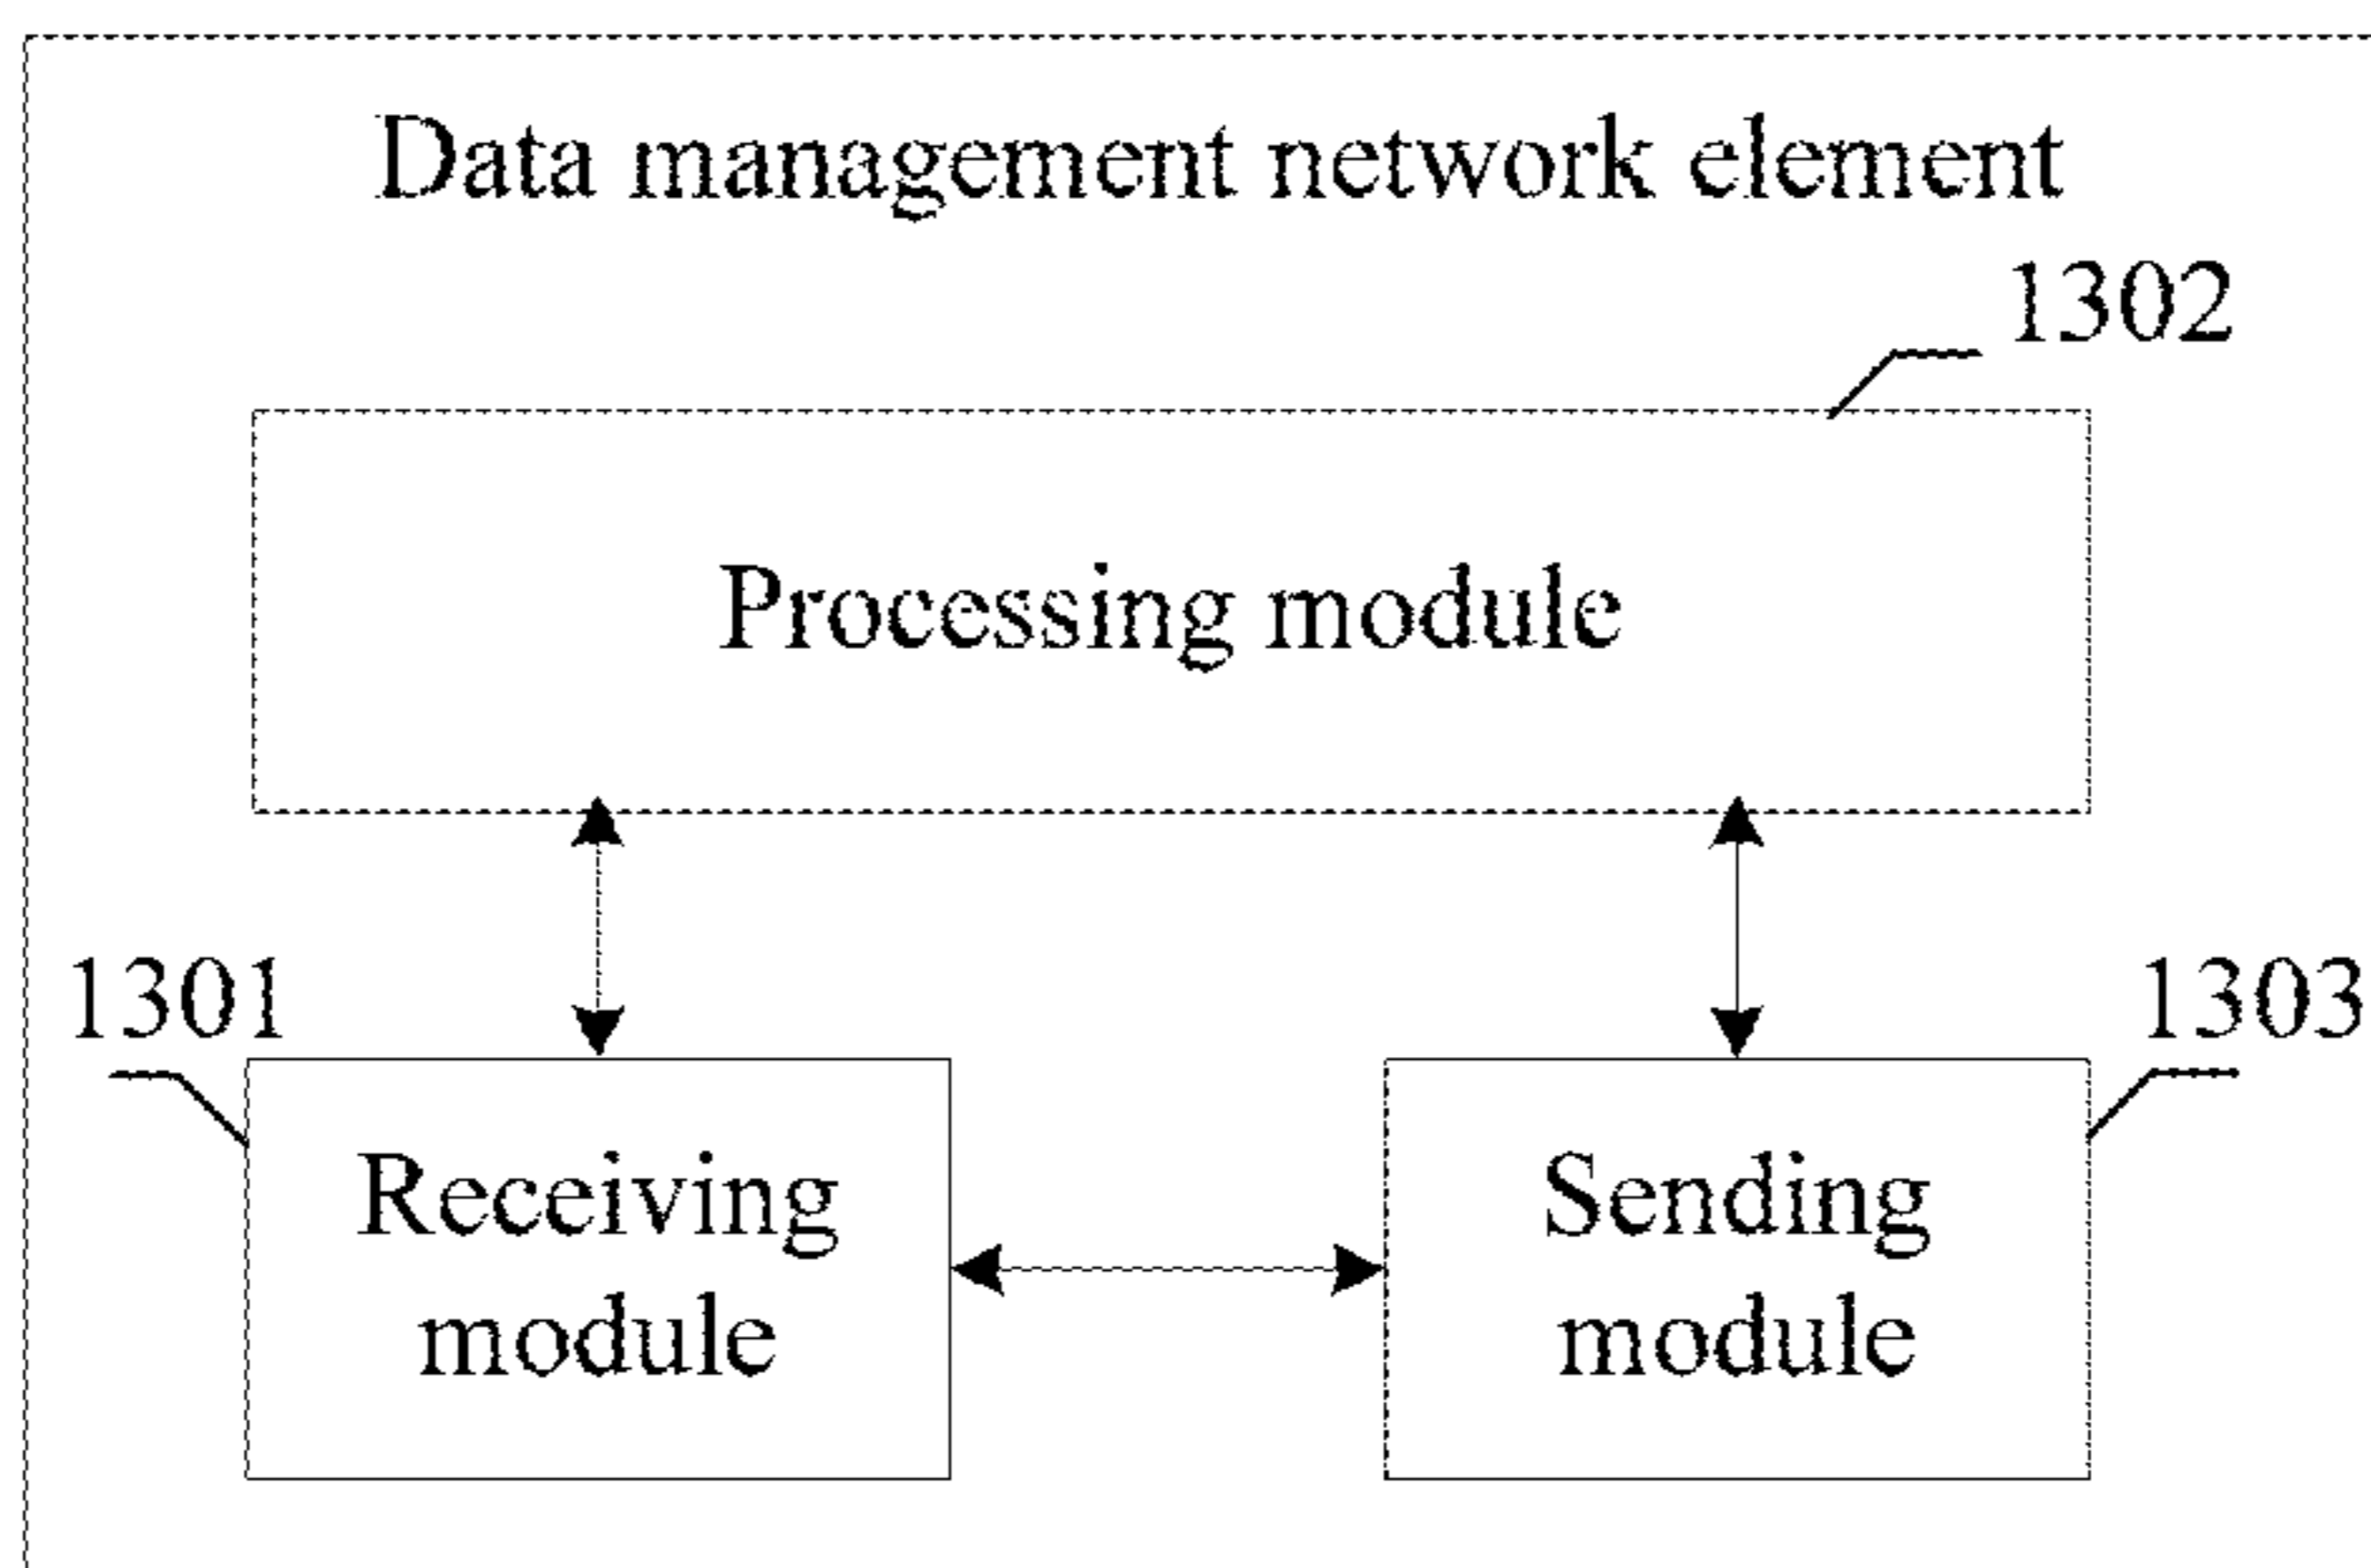 Data management network element
1302
Processing module
1301
1303
Receiving
module
Sending
module